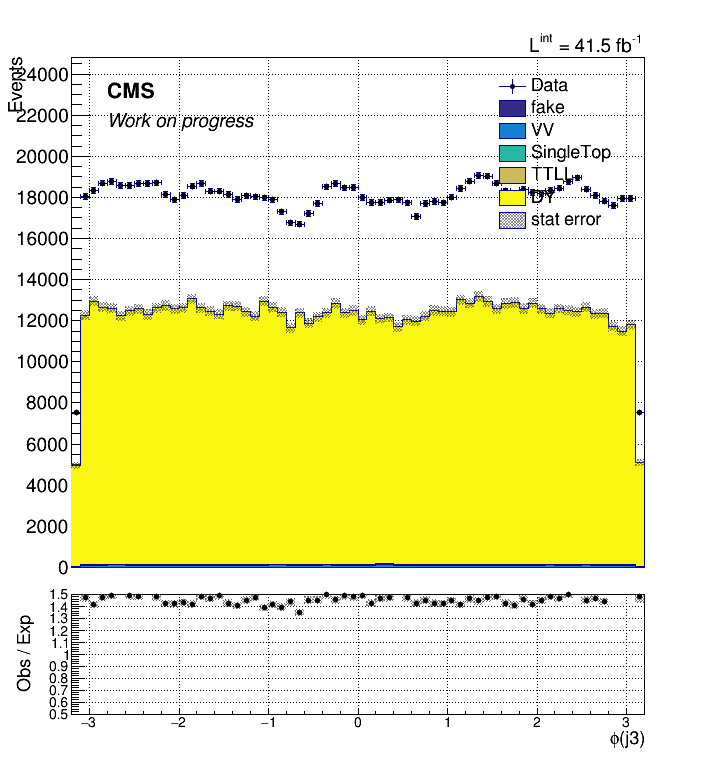 L^int = 41.5 fb^-1
Events
CMS
Work on progress
Data
fake
VV
SingleTop
TTLL
DY
stat error
24000
22000
20000
18000
16000
14000
12000
10000
8000
6000
4000
2000
0
Obs / Exp
1.5
1.4
1.3
1.2
1.1
1
0.9
0.8
0.7
0.6
0.5
−3 −2 −1 0 1 2 3
ϕ(j3)